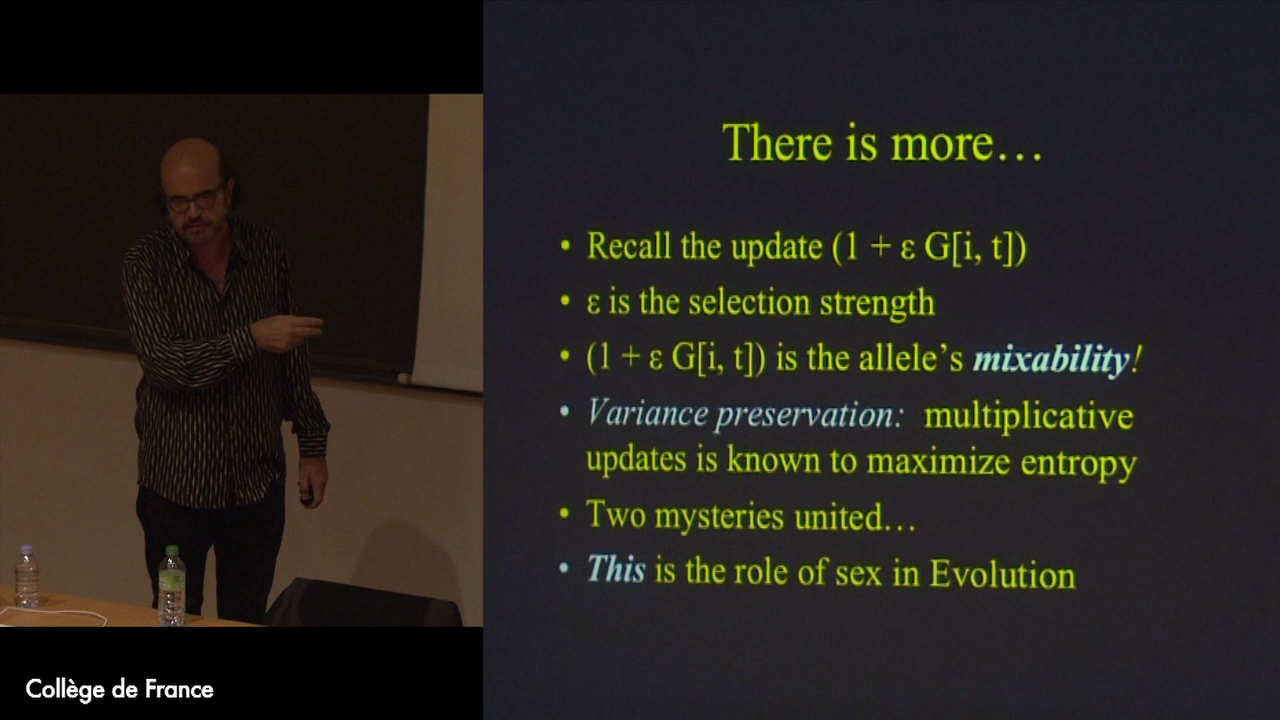 There is more…
• Recall the update (1 + ε G[i, t])
• ε is the selection strength
• (1 + ε G[i, t]) is the allele’s mixability!
• Variance preservation: multiplicative
updates is known to maximize entropy
• Two mysteries united…
• This is the role of sex in Evolution
Collège de France